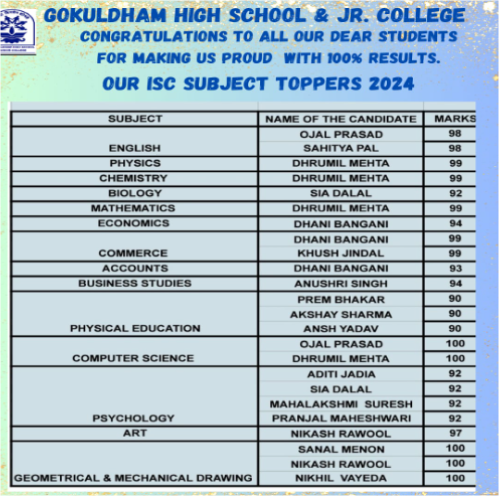 GOKULDHAM HIGH SCHOOL & JR. COLLEGE
CONGRATULATIONS TO ALL OUR DEAR STUDENTS
FOR MAKING US PROUD WITH 100% RESULTS.
OUR ISC SUBJECT TOPPERS 2024
SUBJECT NAME OF THE CANDIDATE MARKS
OJAL PRASAD 98
ENGLISH SAHITYA PAL 98
PHYSICS DHRUMIL MEHTA 99
CHEMISTRY DHRUMIL MEHTA 99
BIOLOGY SIA DALAL 92
MATHEMATICS DHRUMIL MEHTA 99
ECONOMICS DHANI BANGANI 94
DHANI BANGANI 99
COMMERCE KHUSH JINDAL 99
ACCOUNTS DHANI BANGANI 93
BUSINESS STUDIES ANUSHRI SINGH 94
PREM BHAKAR 90
AKSHAY SHARMA 90
PHYSICAL EDUCATION ANSH YADAV 90
OJAL PRASAD 100
COMPUTER SCIENCE DHRUMIL MEHTA 100
ADITI JADIA 92
SIA DALAL 92
MAHALAKSHMI SURESH 92
PSYCHOLOGY PRANJAL MAHESHWARI 92
ART NIKASH RAWOOL 97
SANAL MENON 100
NIKASH RAWOOL 100
GEOMETRICAL & MECHANICAL DRAWING NIKHIL VAYEDA 100